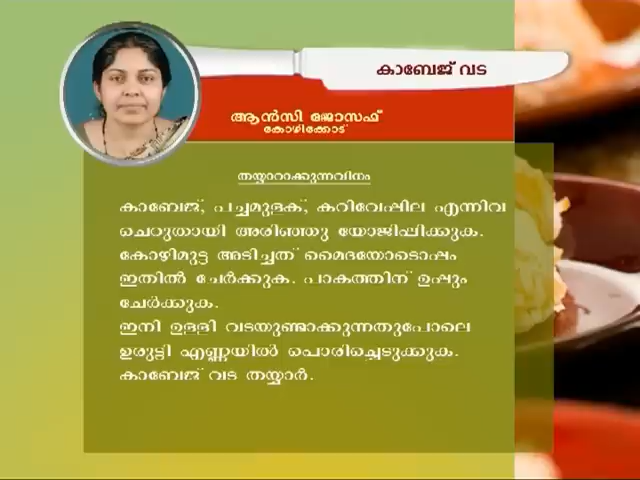 കാബേജ് വട
ആൻസി ജോസഫ്
കോഴിക്കോട്
തയ്യാറാക്കുന്നവിധം
കാബേജ്, പച്ചമുളക്, കറിവേപ്പില എന്നിവ
ചെറുതായി അരിഞ്ഞു യോജിപ്പിക്കുക.
കോഴിമുട്ട അടിച്ചത് മൈദയോടൊപ്പം
ഇതിൽ ചേർക്കുക. പാകത്തിന് ഉപ്പും
ചേർക്കുക.
ഇനി ഉള്ളി വടയുണ്ടാക്കുന്നതുപോലെ
ഉരുട്ടി എണ്ണയിൽ പൊരിച്ചെടുക്കുക.
കാബേജ് വട തയ്യാർ.